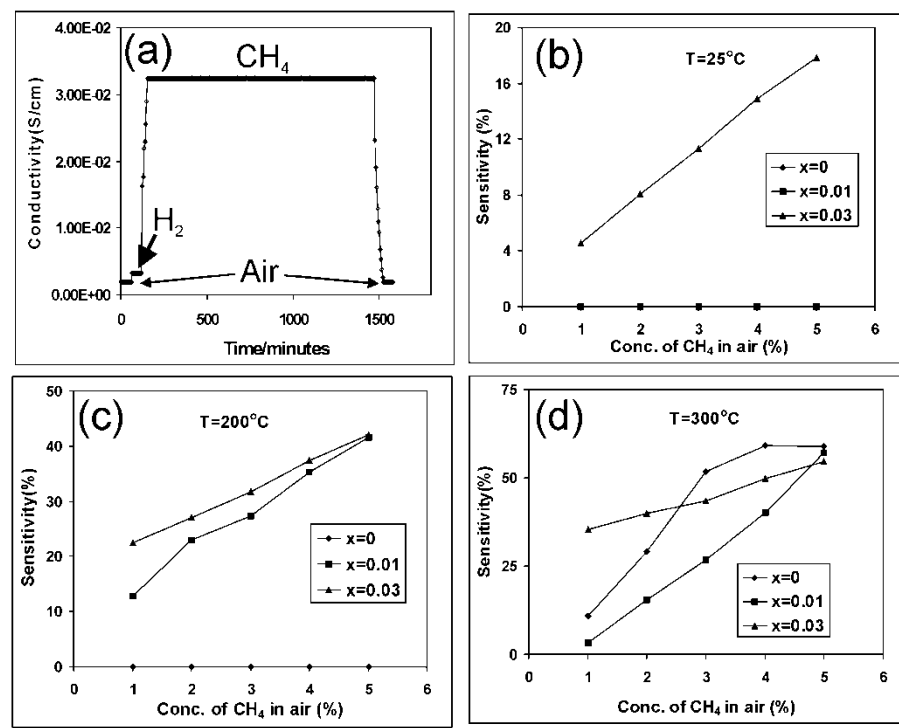 (a)
4.00E-02
3.00E-02
2.00E-02
1.00E-02
0.00E+00
Conductivity(S/cm)
CH4
H2
Air
0 500 1000 1500
Time/minutes
(b)
T=25°C
20
16
12
8
4
0
Sensitivity (%)
x=0
x=0.01
x=0.03
0 1 2 3 4 5 6
Conc. of CH4 in air (%)
(c)
T=200°C
50
40
30
20
10
0
Sensitivity(%)
x=0
x=0.01
x=0.03
0 1 2 3 4 5 6
Conc. of CH4 in air (%)
(d)
T=300°C
75
50
25
0
Sensitivity(%)
x=0
x=0.01
x=0.03
0 1 2 3 4 5 6
Conc. of CH4 in air (%)